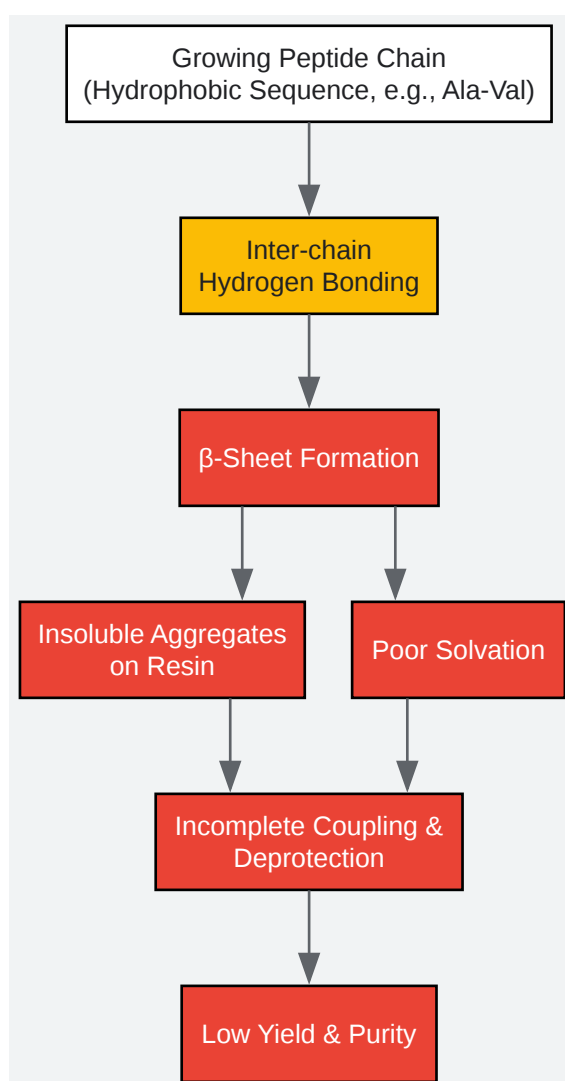 Growing Peptide Chain
(Hydrophobic Sequence, e.g., Ala-Val)
Inter-chain
Hydrogen Bonding
β-Sheet Formation
Insoluble Aggregates
on Resin
Poor Solvation
Incomplete Coupling &
Deprotection
Low Yield & Purity